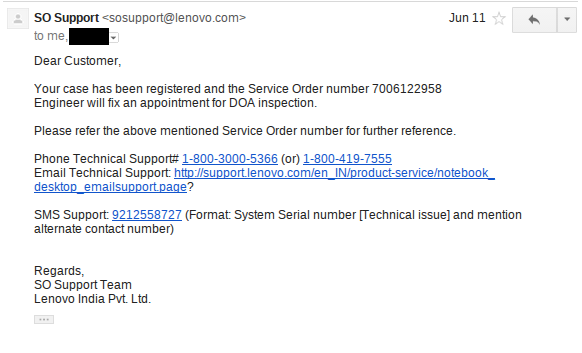 SO Support <sosupport@lenovo.com>
Jun 11
to me,
Dear Customer,
Your case has been registered and the Service Order number 7006122958
Engineer will fix an appointment for DOA inspection.
Please refer the above mentioned Service Order number for further reference.
Phone Technical Support# 1-800-3000-5366 (or) 1-800-419-7555
Email Technical Support: http://support.lenovo.com/en_IN/product-service/notebook_
desktop_emailsupport.page?
SMS Support: 9212558727 (Format: System Serial number [Technical issue] and mention
alternate contact number)
Regards,
SO Support Team
Lenovo India Pvt. Ltd.